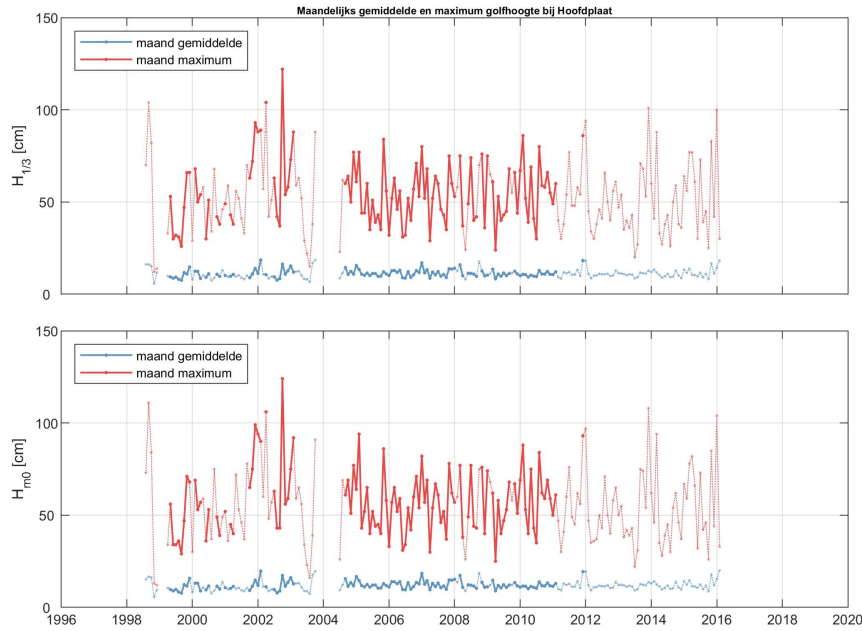 Maandelijks gemiddelde en maximum golfhoogte bij Hoofdplaat
150
100
50
0
H1/3 [cm]
maand gemiddelde
maand maximum
150
100
50
0
Hm0 [cm]
maand gemiddelde
maand maximum
1996 1998 2000 2002 2004 2006 2008 2010 2012 2014 2016 2018 2020